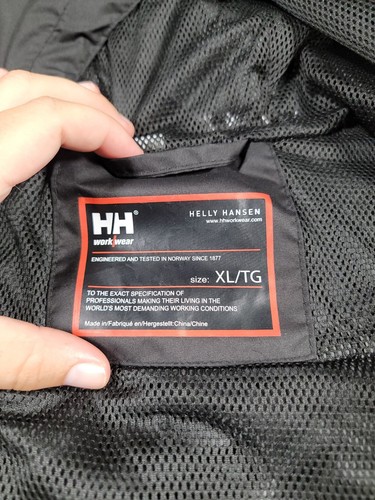 HH
work/wear
HELLY HANSEN
www.hhworkwear.com
ENGINEERED AND TESTED IN NORWAY SINCE 1877
size: XL/TG
TO THE EXACT SPECIFICATION OF
PROFESSIONALS MAKING THEIR LIVING IN THE
WORLD'S MOST DEMANDING WORKING CONDITIONS
Made in/Fabriqué en/Hergestellt:China/Chine